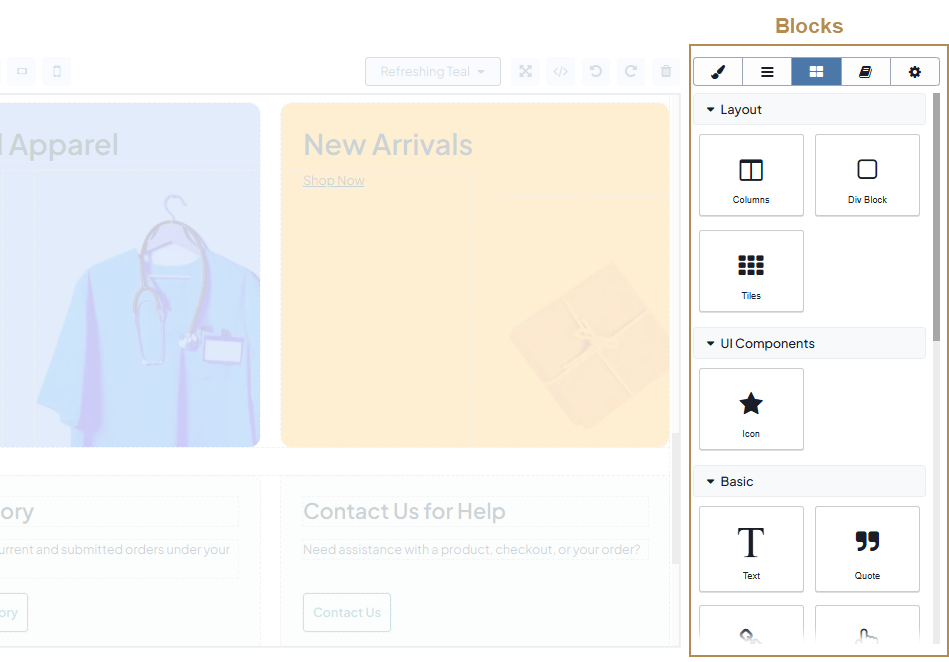 Blocks
Refreshing Teal
Layout
Apparel
New Arrivals
Shop Now
Columns
Div Block
Tiles
UI Components
Icon
Basic
ory
Contact Us for Help
urrent and submitted orders under your
Need assistance with a product, checkout, or your order?
Text
Quote
ory
Contact Us